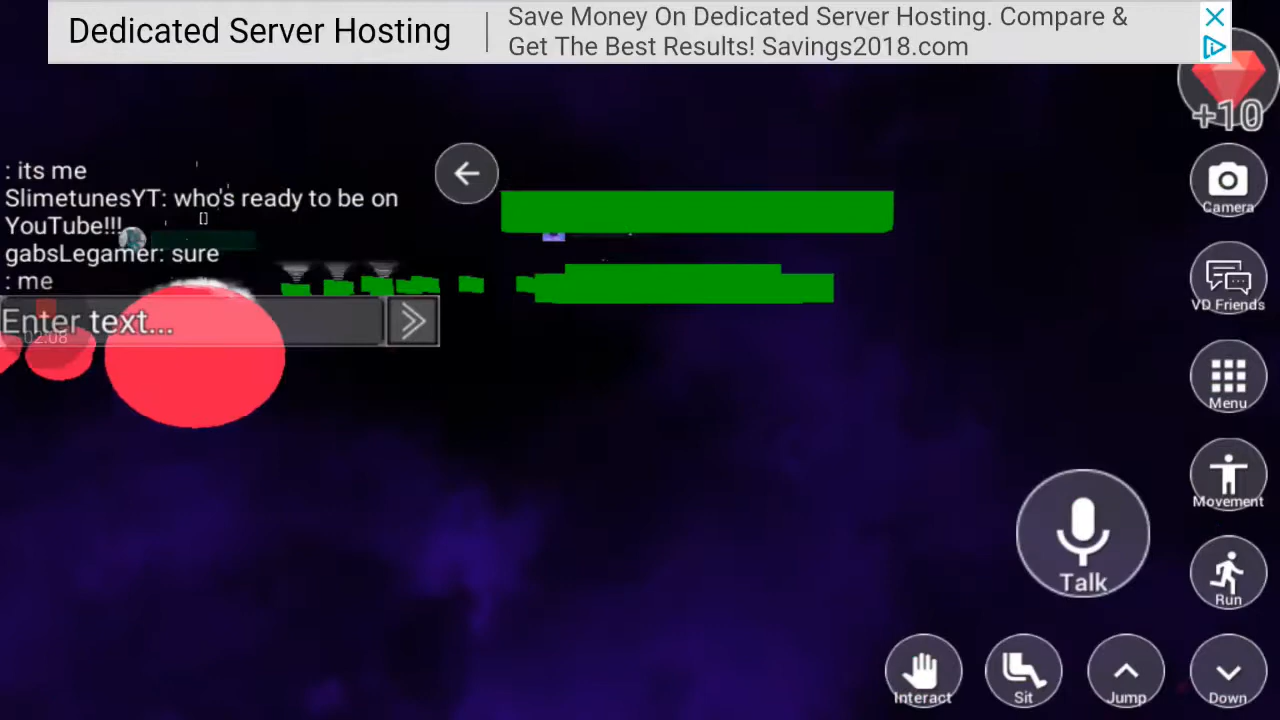 Dedicated Server Hosting
Save Money On Dedicated Server Hosting. Compare &
Get The Best Results! Savings2018.com
+10
: its me
SlimetunesYT: who's ready to be on
YouTube!!!
gabsLegamer: sure
: me
Enter text...
02:08
Camera
VD Friends
Menu
Movement
Talk
Run
Interact
Sit
Jump
Down